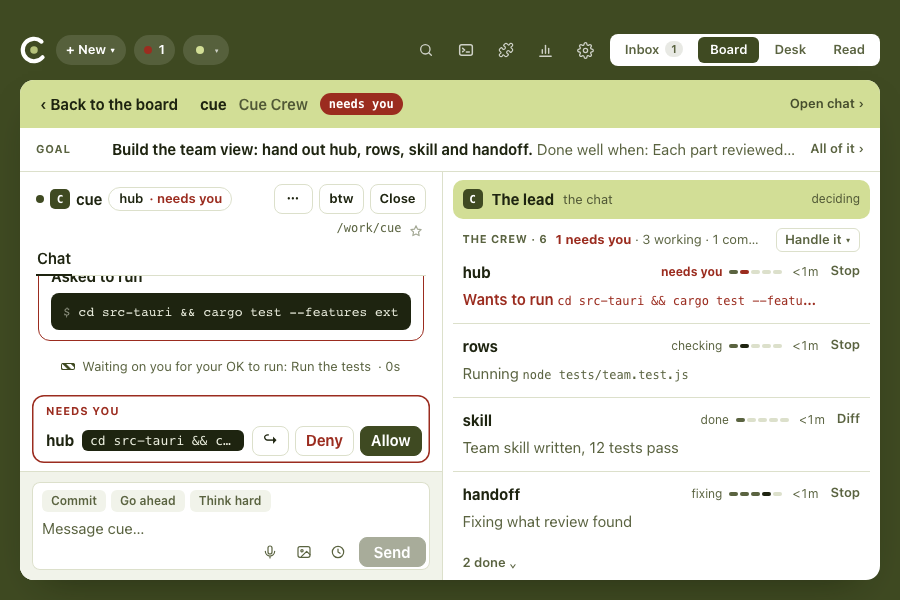 + New ▾
1
Inbox 1
Board
Desk
Read
‹ Back to the board
cue Cue Crew needs you
Open chat ›
GOAL Build the team view: hand out hub, rows, skill and handoff. Done well when: Each part reviewed… All of it ›
C cue hub · needs you
··· btw Close
/work/cue
Chat
Asked to run
$ cd src-tauri && cargo test --features ext
Waiting on you for your OK to run: Run the tests · 0s
NEEDS YOU
hub cd src-tauri && c… Deny Allow
Commit Go ahead Think hard
Message cue…
Send
C The lead the chat deciding
THE CREW · 6 1 needs you · 3 working · 1 com… Handle it ▾
hub needs you <1m Stop
Wants to run cd src-tauri && cargo test --featu…
rows checking <1m Stop
Running node tests/team.test.js
skill done <1m Diff
Team skill written, 12 tests pass
handoff fixing <1m Stop
Fixing what review found
2 done ⌄